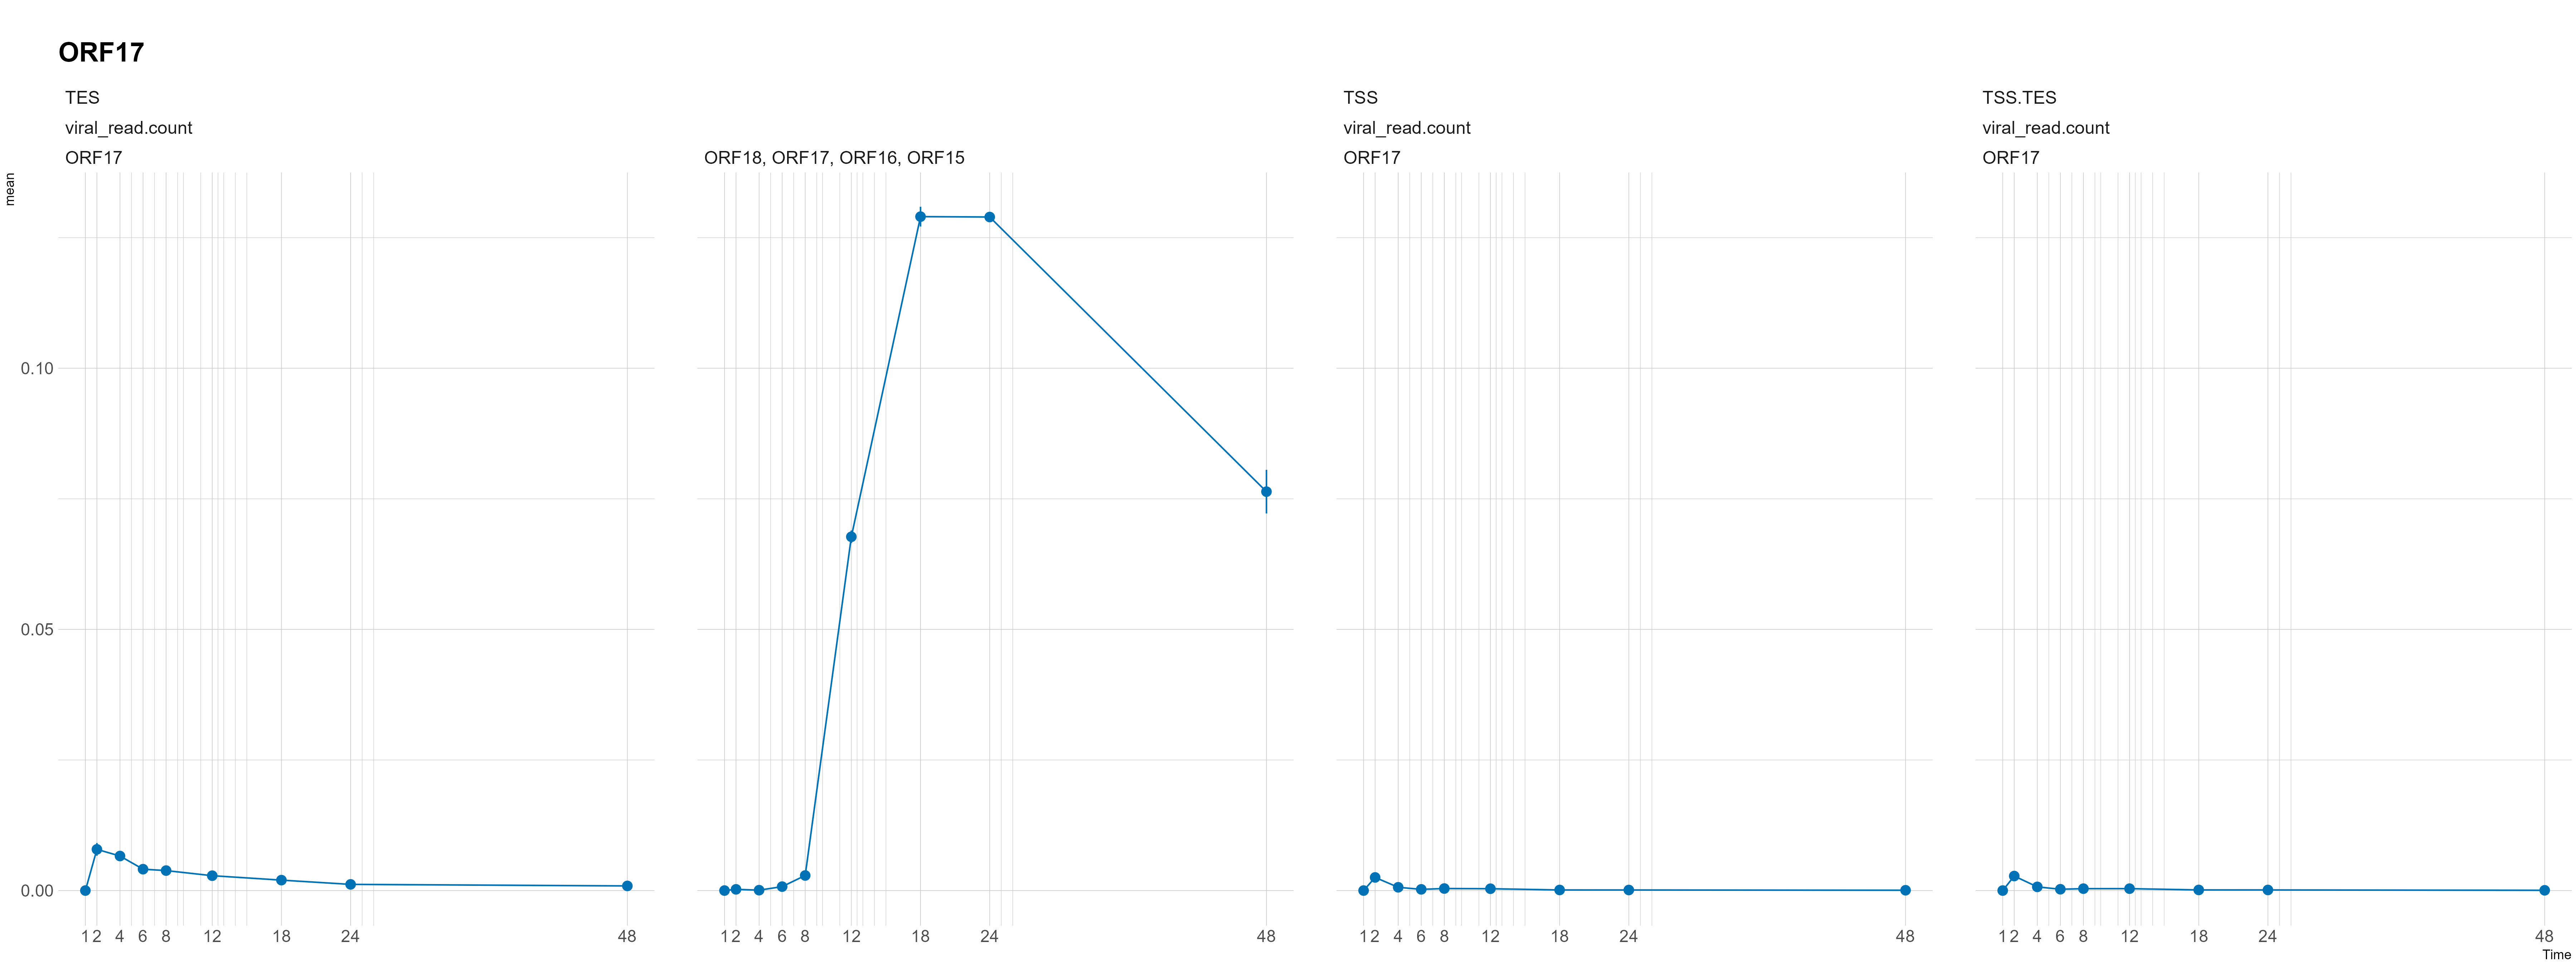 ORF17
TES
viral_read.count
ORF17
ORF18, ORF17, ORF16, ORF15
TSS
viral_read.count
ORF17
TSS.TES
viral_read.count
ORF17
mean
0.10
0.05
0.00
1 2 4 6 8 12 18 24 48
1 2 4 6 8 12 18 24 48
1 2 4 6 8 12 18 24 48
1 2 4 6 8 12 18 24 48
Time